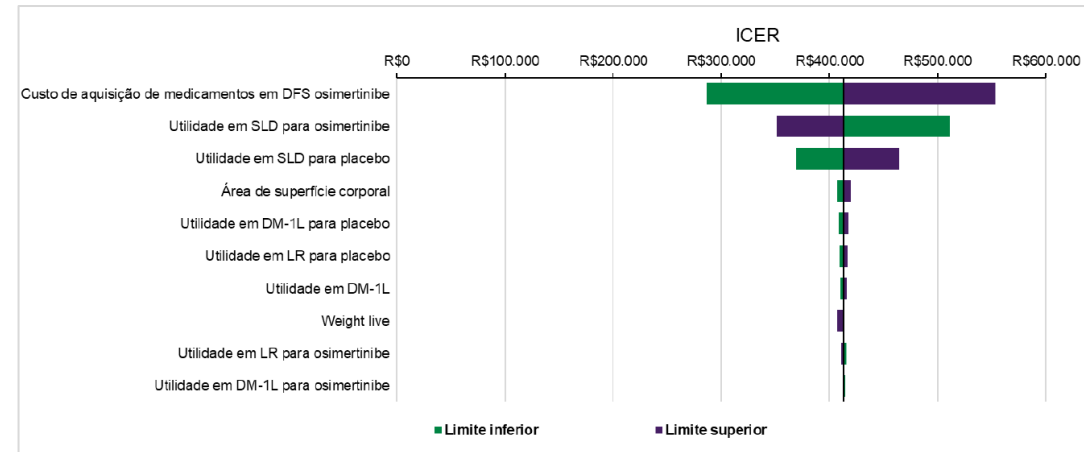 ICER
R$0 R$100.000 R$200.000 R$300.000 R$400.000 R$500.000 R$600.000
Custo de aquisição de medicamentos em DFS osimertinibe
Utilidade em SLD para osimertinibe
Utilidade em SLD para placebo
Área de superfície corporal
Utilidade em DM-1L para placebo
Utilidade em LR para placebo
Utilidade em DM-1L
Weight live
Utilidade em LR para osimertinibe
Utilidade em DM-1L para osimertinibe
Limite inferior Limite superior